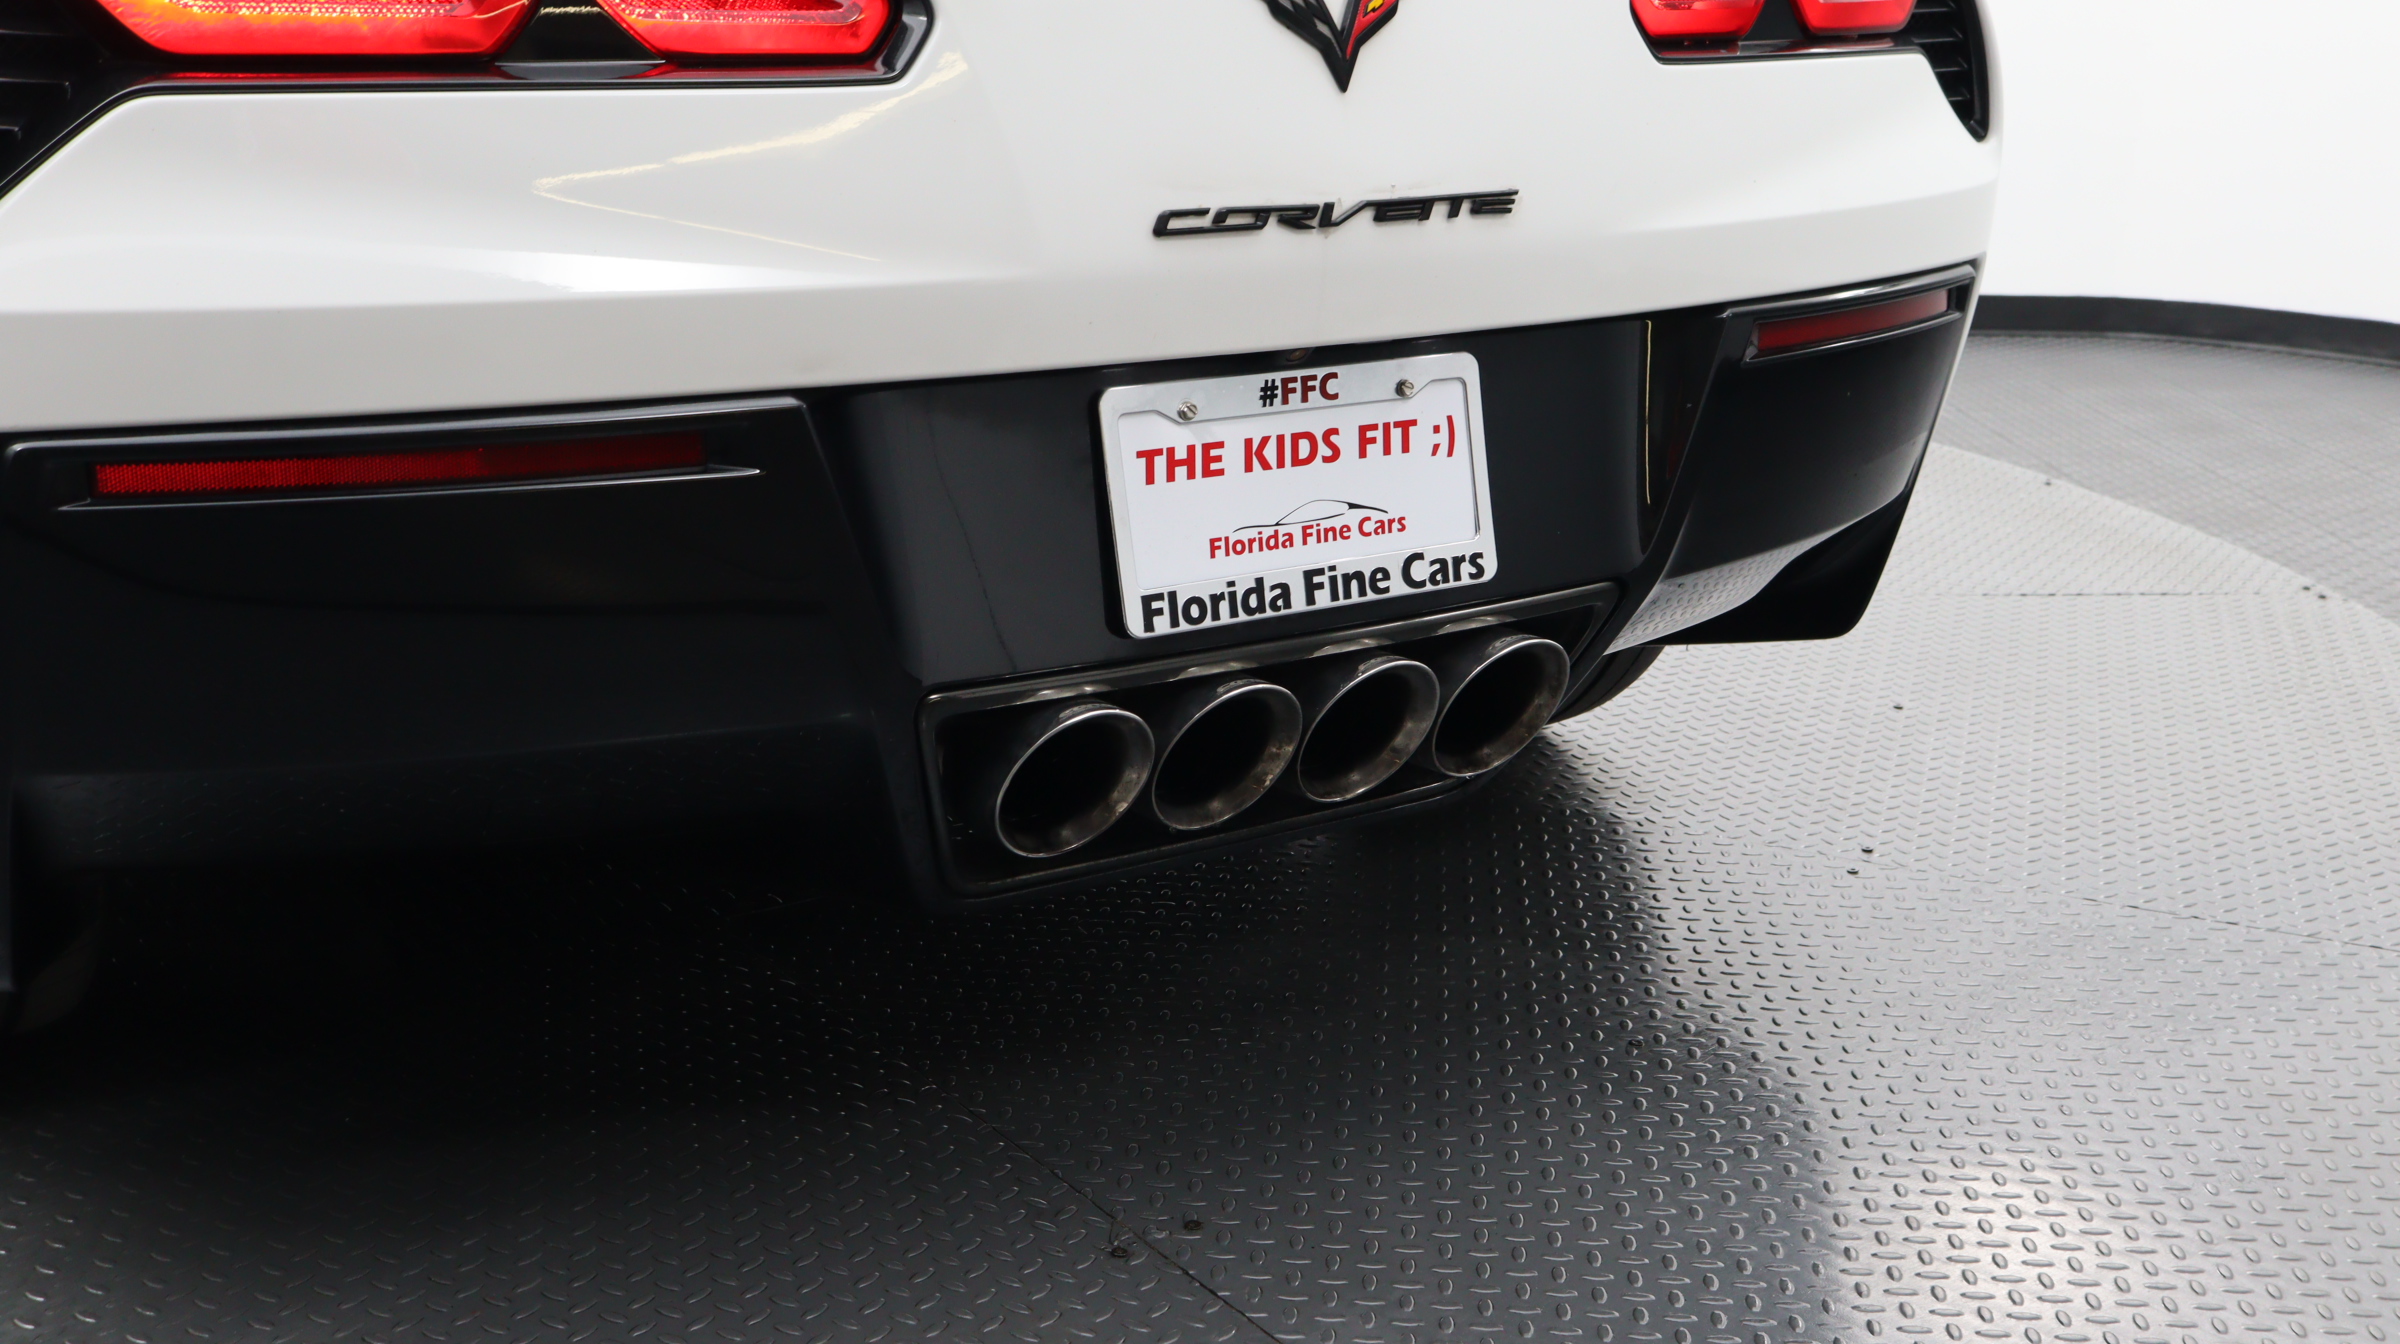 CORVETTE
#FFC
THE KIDS FIT ;)
Florida Fine Cars
Florida Fine Cars